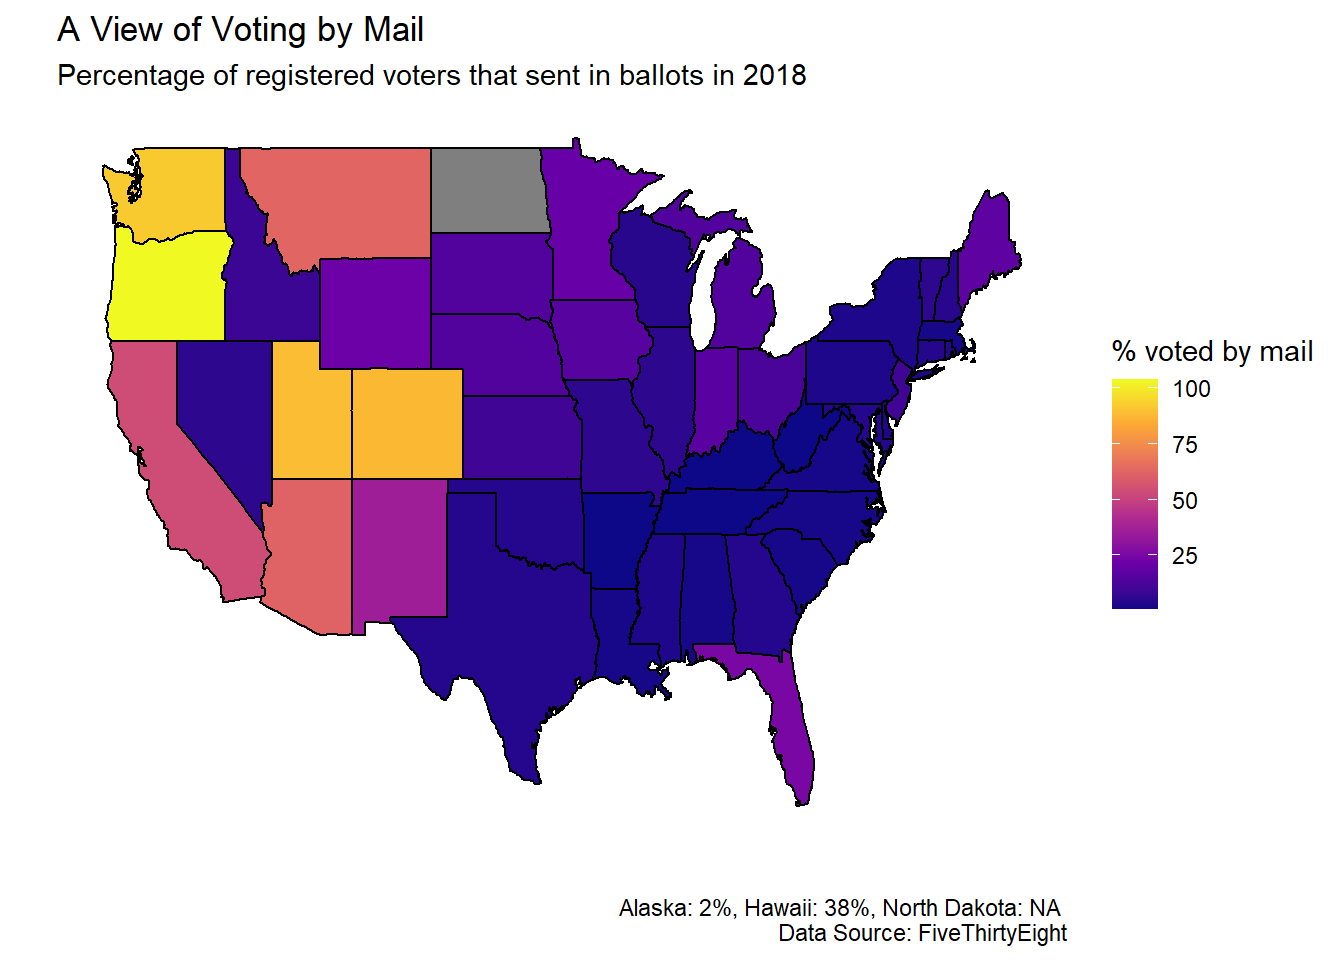 A View of Voting by Mail
Percentage of registered voters that sent in ballots in 2018
% voted by mail
100
75
50
25
Alaska: 2%, Hawaii: 38%, North Dakota: NA
Data Source: FiveThirtyEight